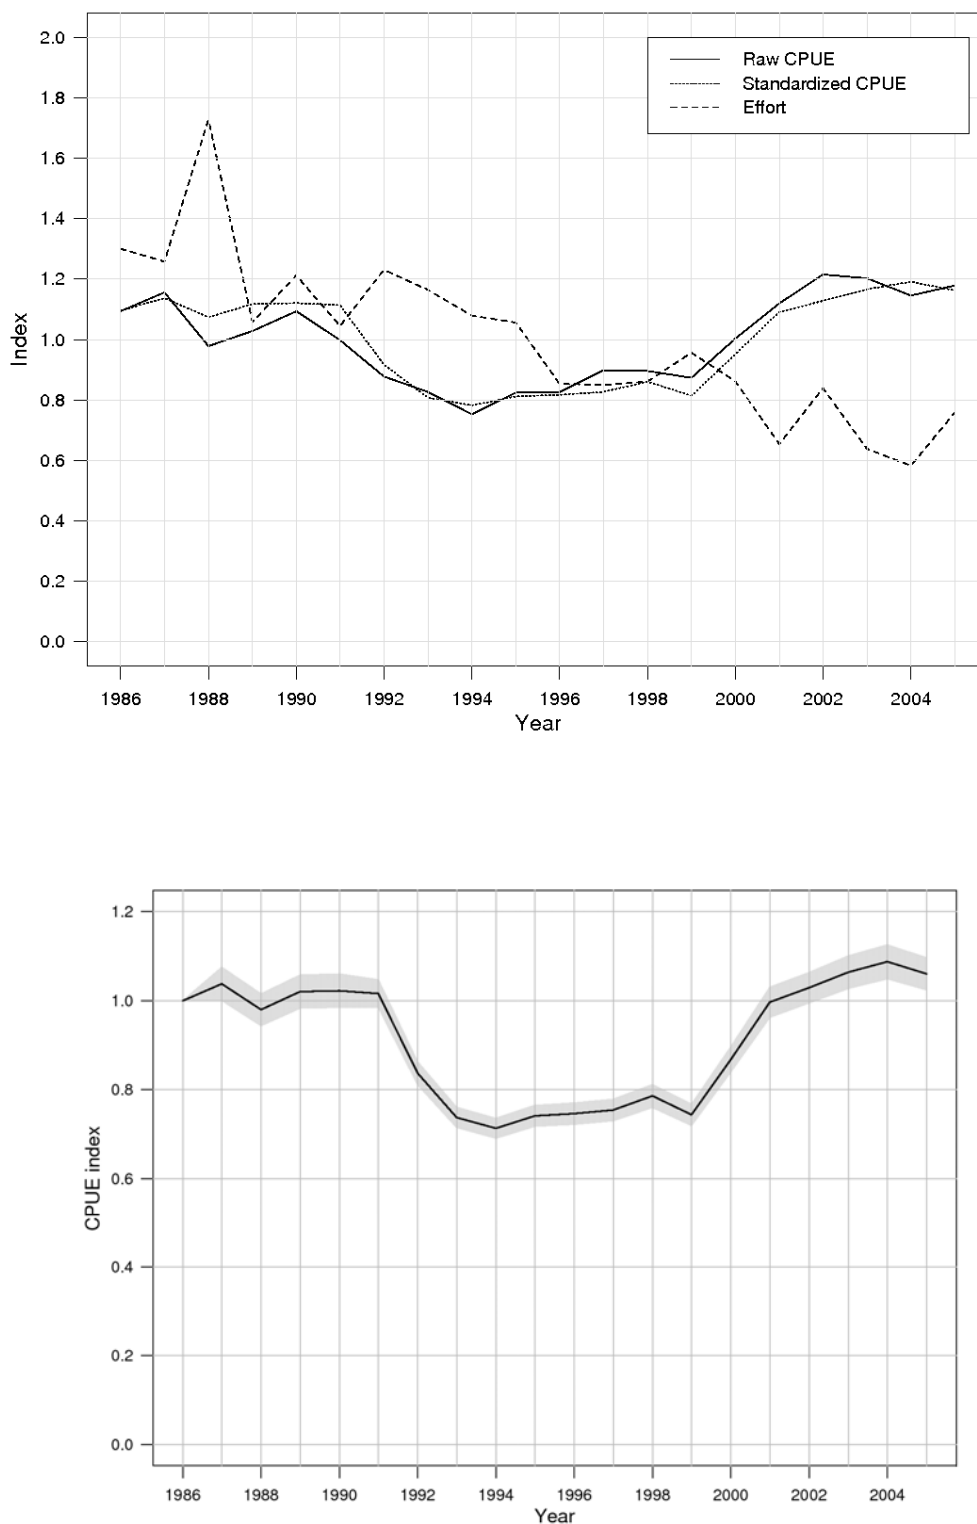 2.0
1.8
1.6
1.4
1.2
1.0
0.8
0.6
0.4
0.2
0.0
Index
Raw CPUE
Standardized CPUE
Effort
1986 1988 1990 1992 1994 1996 1998 2000 2002 2004
Year
1.2
1.0
0.8
0.6
0.4
0.2
0.0
CPUE index
1986 1988 1990 1992 1994 1996 1998 2000 2002 2004
Year